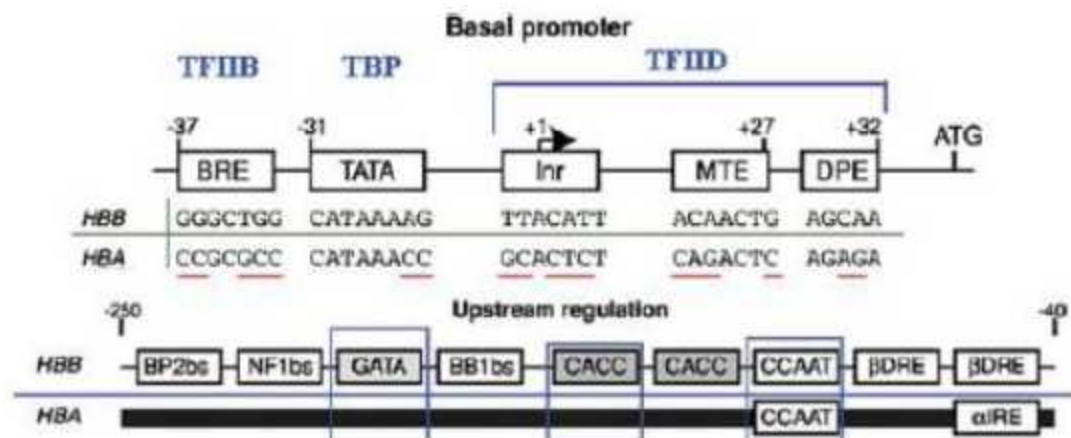 Basal promoter
TFIIB TBP TFIID
-37 -31 +1 +27 +32 ATG
BRE TATA Inr MTE DPE
HBB GGGCTGG CATAAAAG TTACATT ACAACTG AGCAA
HBA CCGCGCC CATAAACC GCACTCT CAGACTC AGAGA
-250 Upstream regulation -40
HBB BP2bs NF1bs GATA BB1bs CACC CACC CCAAT βDRE βDRE
HBA CCAAT αIRE